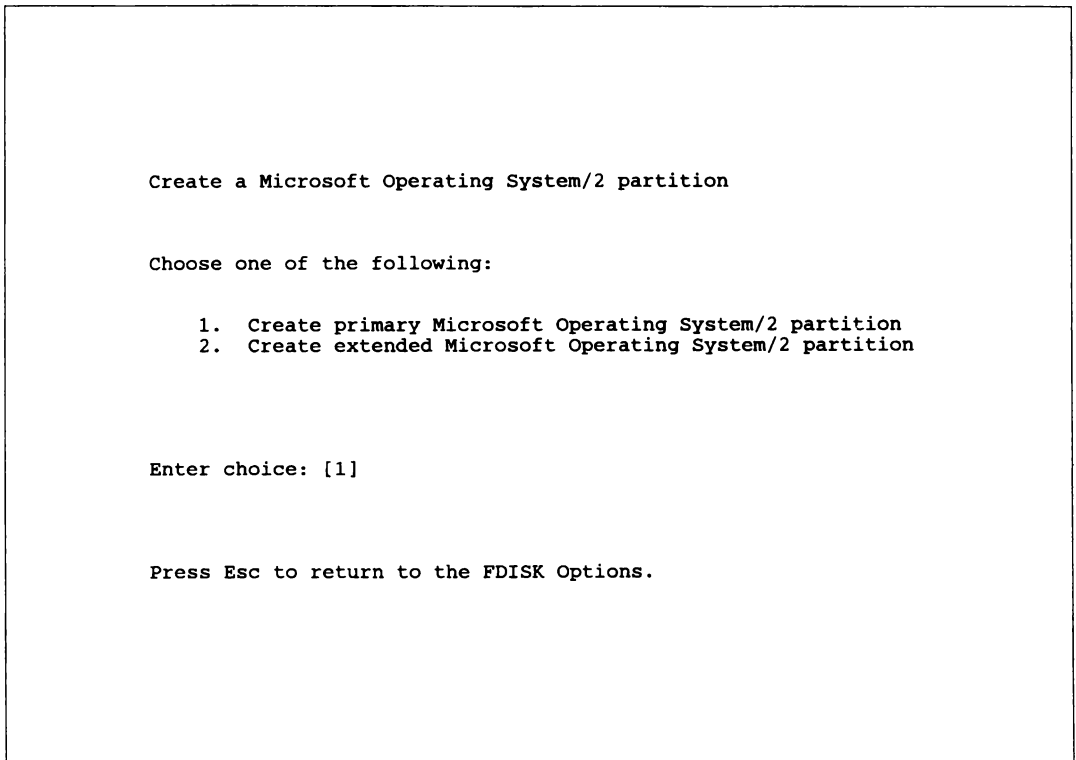 Create a Microsoft Operating System/2 partition
Choose one of the following:
1. Create primary Microsoft Operating System/2 partition
2. Create extended Microsoft Operating System/2 partition
Enter choice: [1]
Press Esc to return to the FDISK Options.